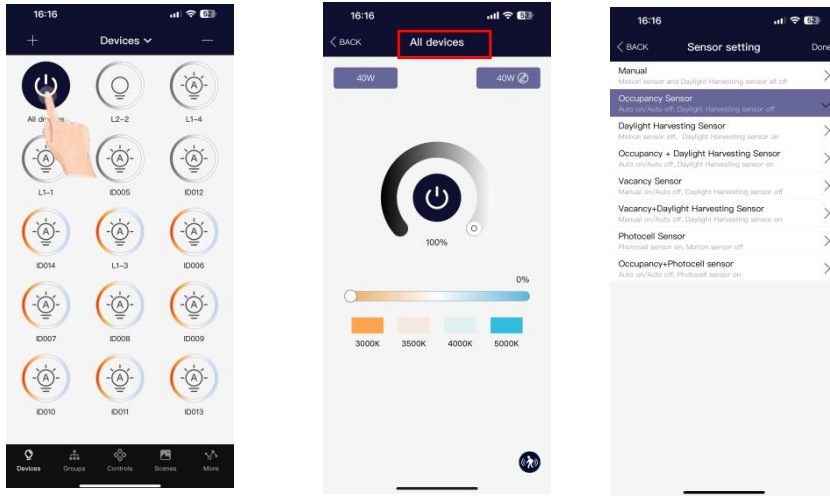 16:16
52
Devices
All devices
L2-2
L1-4
L1-1
ID005
ID012
ID014
L1-3
ID006
ID007
ID008
ID009
ID010
ID011
ID013
Devices
Groups
Controls
Scenes
More
16:16
52
BACK
All devices
40W
40W
100%
0%
3000K
3500K
4000K
5000K
16:16
52
BACK
Sensor setting
Done
Manual
Motion sensor and Daylight Harvesting sensor all off
Occupancy Sensor
Auto on/Auto off, Daylight Harvesting sensor off
Daylight Harvesting Sensor
Motion sensor off, Daylight Harvesting sensor on
Occupancy + Daylight Harvesting Sensor
Auto on/Auto off, Daylight Harvesting sensor on
Vacancy Sensor
Manual on/Auto off, Daylight Harvesting sensor off
Vacancy+Daylight Harvesting Sensor
Manual on/Auto off, Daylight Harvesting sensor on
Photocell Sensor
Photocell sensor on, Motion sensor off
Occupancy+Photocell sensor
Auto on/Auto off, Photocell sensor on